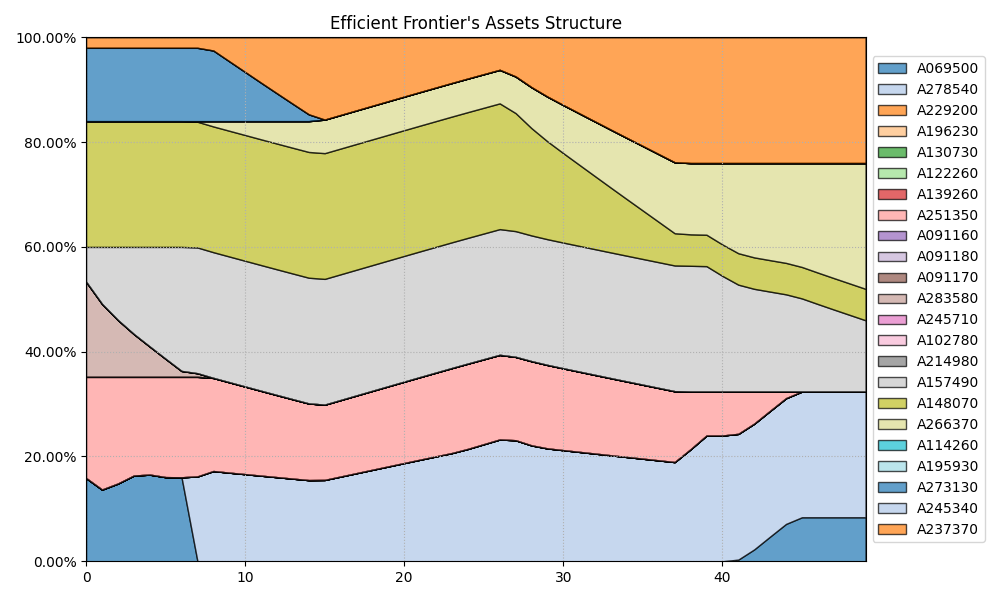 Efficient Frontier's Assets Structure
100.00%
80.00%
60.00%
40.00%
20.00%
0.00%
0
10
20
30
40
A069500
A278540
A229200
A196230
A130730
A122260
A139260
A251350
A091160
A091180
A091170
A283580
A245710
A102780
A214980
A157490
A148070
A266370
A114260
A195930
A273130
A245340
A237370